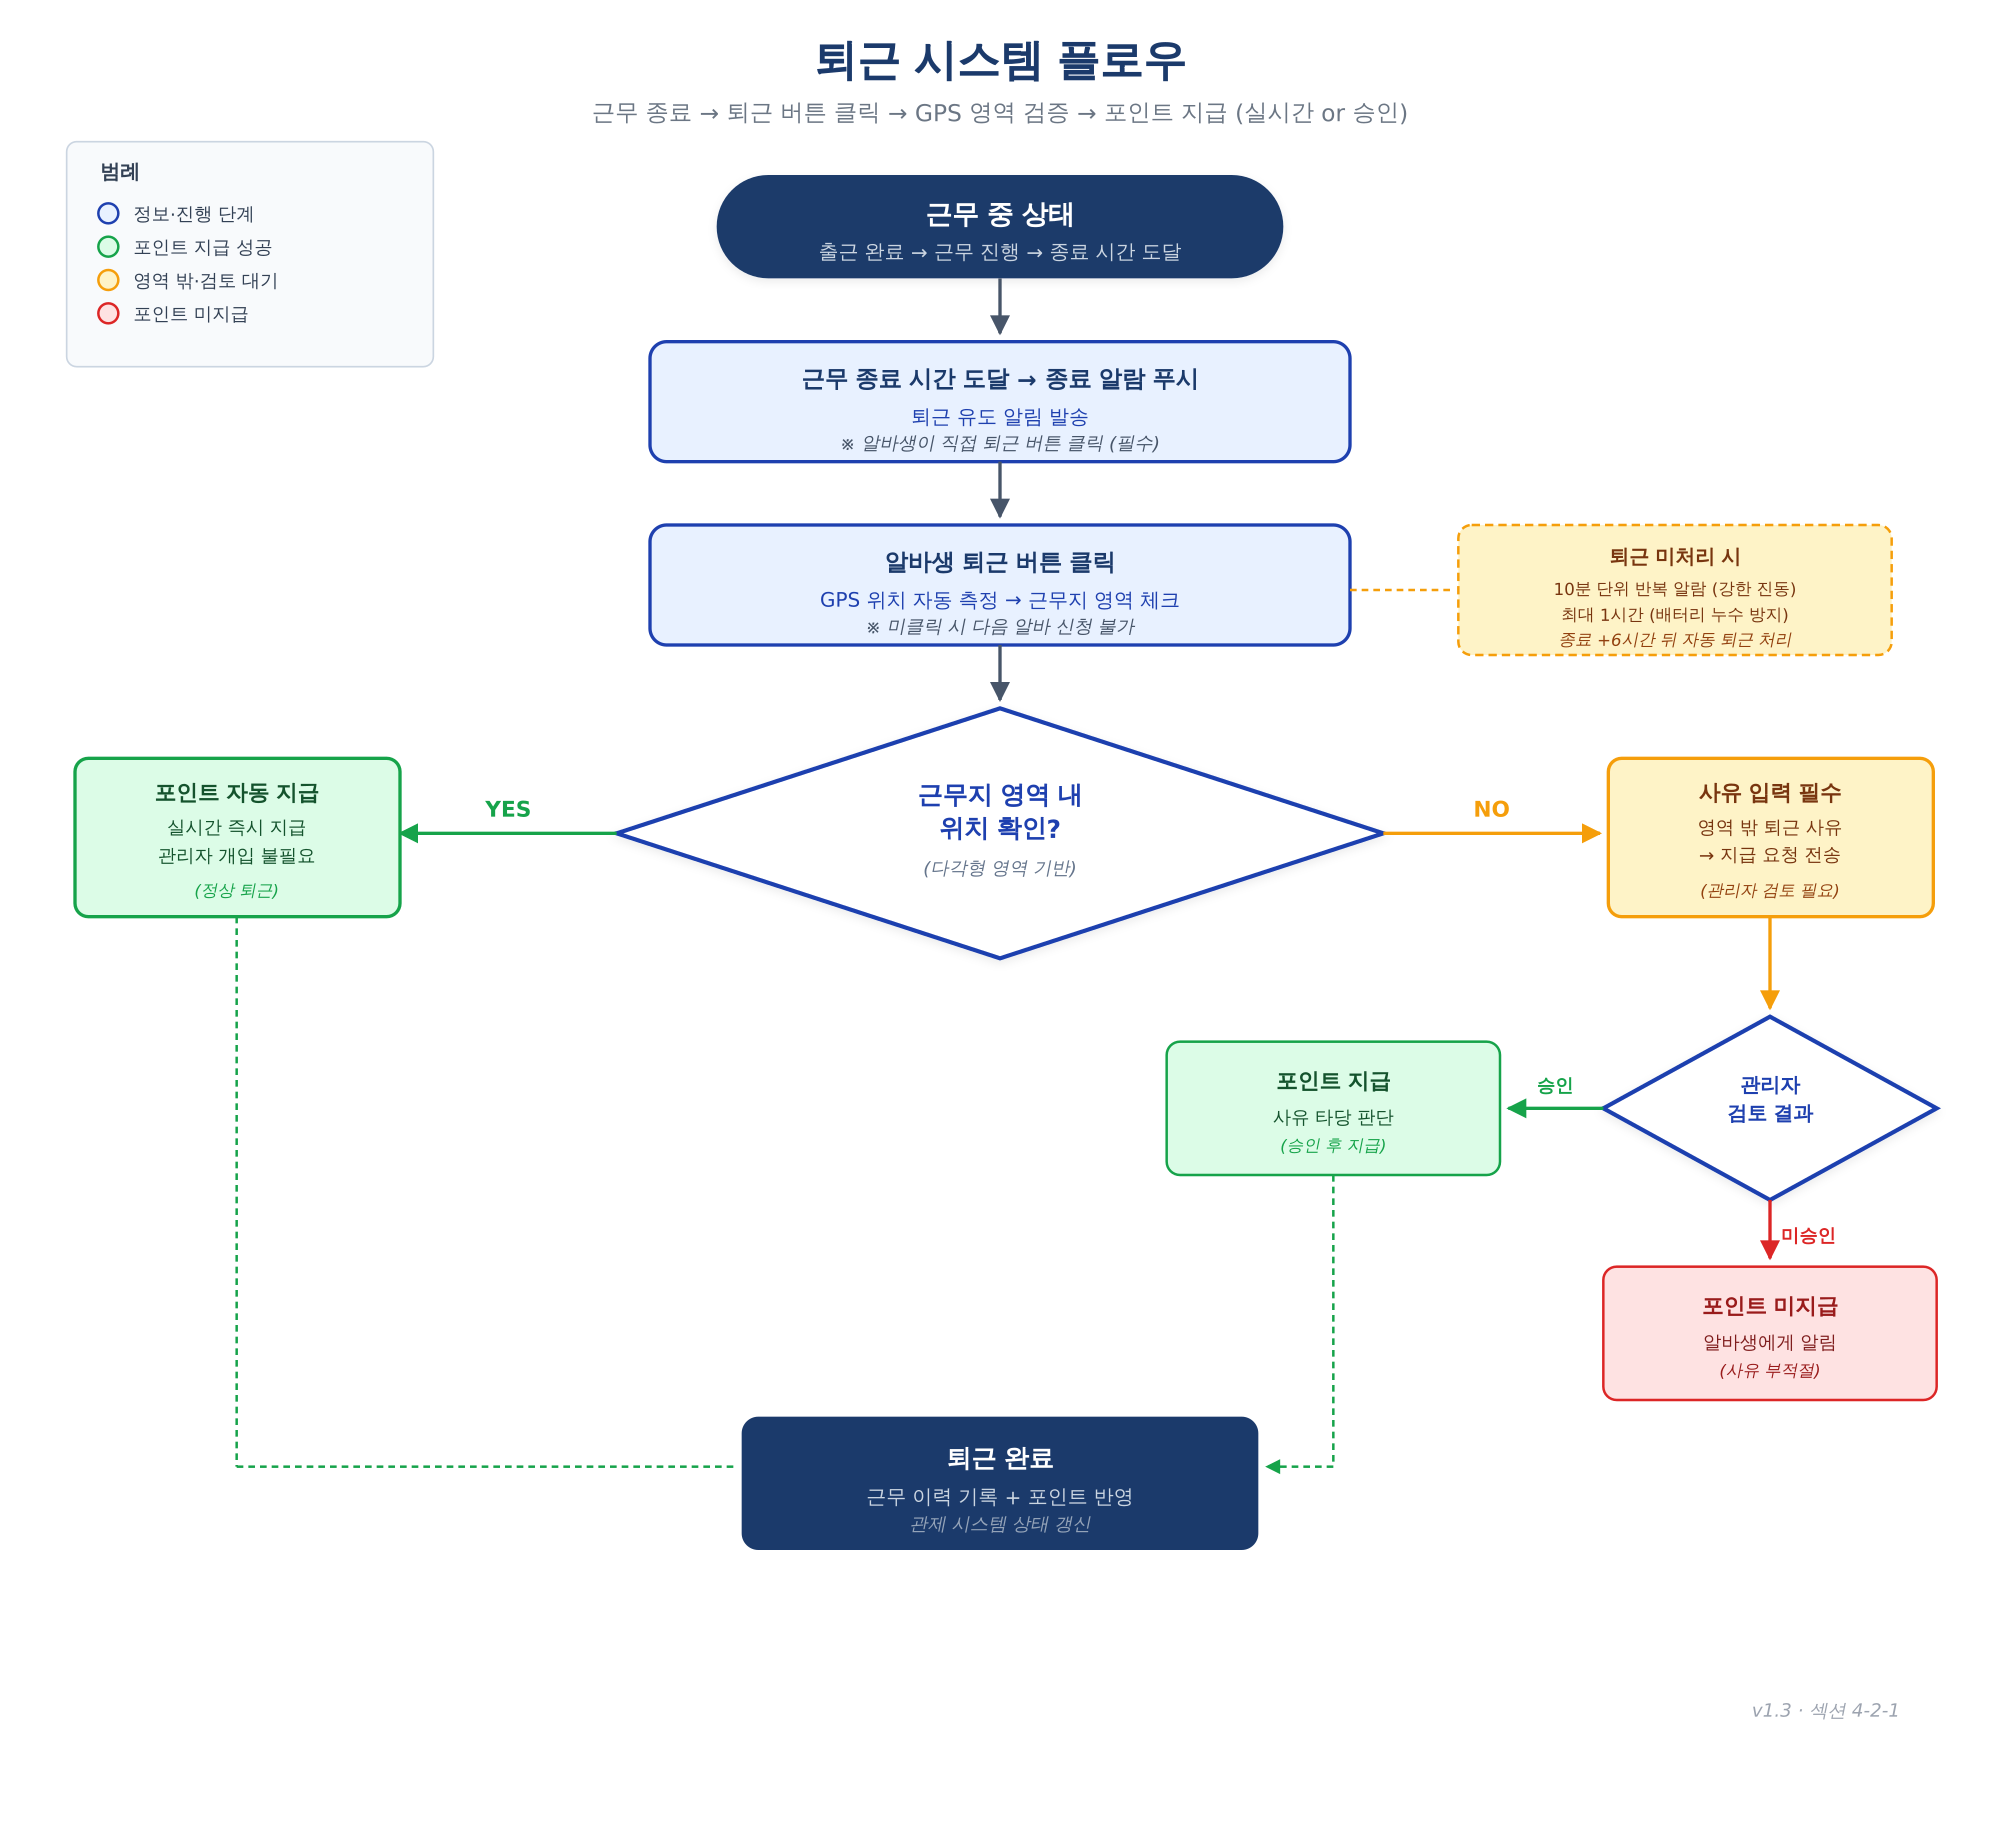 퇴근 시스템 플로우
근무 종료 → 퇴근 버튼 클릭 → GPS 영역 검증 → 포인트 지급 (실시간 or 승인)
범례
정보·진행 단계
포인트 지급 성공
영역 밖·검토 대기
포인트 미지급
근무 중 상태
출근 완료 → 근무 진행 → 종료 시간 도달
근무 종료 시간 도달 → 종료 알람 푸시
퇴근 유도 알림 발송
※ 알바생이 직접 퇴근 버튼 클릭 (필수)
알바생 퇴근 버튼 클릭
GPS 위치 자동 측정 → 근무지 영역 체크
※ 미클릭 시 다음 알바 신청 불가
퇴근 미처리 시
10분 단위 반복 알람 (강한 진동)
최대 1시간 (배터리 누수 방지)
종료 +6시간 뒤 자동 퇴근 처리
포인트 자동 지급
실시간 즉시 지급
관리자 개입 불필요
(정상 퇴근)
YES
근무지 영역 내
위치 확인?
(다각형 영역 기반)
NO
사유 입력 필수
영역 밖 퇴근 사유
→ 지급 요청 전송
(관리자 검토 필요)
포인트 지급
사유 타당 판단
(승인 후 지급)
승인
관리자
검토 결과
미승인
포인트 미지급
알바생에게 알림
(사유 부적절)
퇴근 완료
근무 이력 기록 + 포인트 반영
관제 시스템 상태 갱신
v1.3 · 섹션 4-2-1